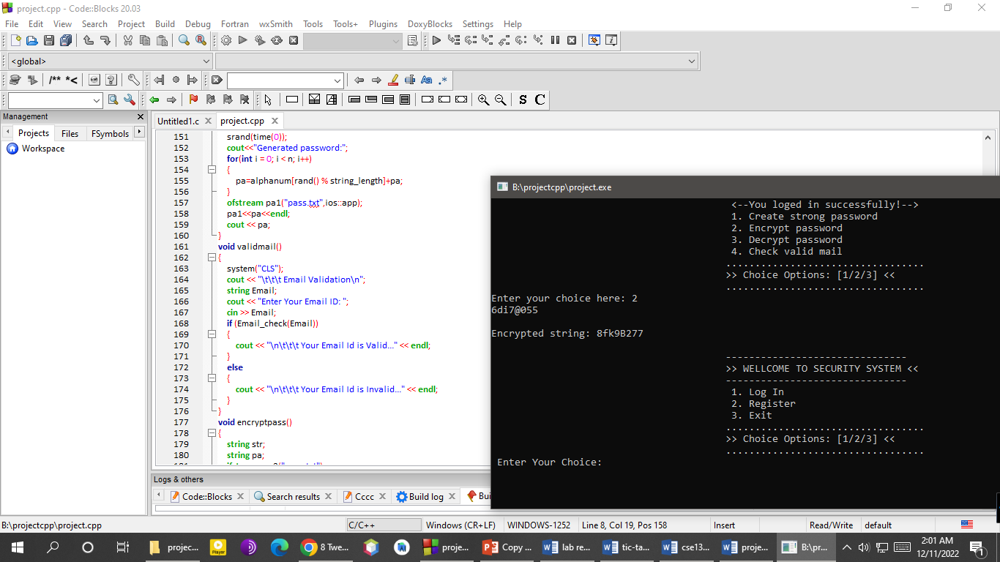 project.cpp - Code::Blocks 20.03
File Edit View Search Project Build Debug Fortran wxSmith Tools Tools+ Plugins DoxyBlocks Settings Help
<global>
/** *<
Aa .*
S C
Management
Projects Files FSymbols
Workspace
Untitled1.c project.cpp
151 srand(time(0));
152 cout<<"Generated password:";
153 for(int i = 0; i < n; i++)
154 {
155 pa=alphanum[rand() % string_length]+pa;
156 }
157 ofstream pa1("pass.txt",ios::app);
158 pa1<<pa<<endl;
159 cout << pa;
160 }
161 void validmail()
162 {
163 system("CLS");
164 cout << "\t\t\t Email Validation\n";
165 string Email;
166 cout << "Enter Your Email ID: ";
167 cin >> Email;
168 if (Email_check(Email))
169 {
170 cout << "\n\t\t\t Your Email Id is Valid..." << endl;
171 }
172 else
173 {
174 cout << "\n\t\t\t Your Email Id is Invalid..." << endl;
175 }
176 }
177 void encryptpass()
178 {
179 string str;
180 string pa;
B:\projectcpp\project.exe
<--You loged in successfully!-->
1. Create strong password
2. Encrypt password
3. Decrypt password
4. Check valid mail
..................................
>> Choice Options: [1/2/3] <<
..................................
Enter your choice here: 2
6di7@055
Encrypted string: 8fk9B277
-------------------------------
>> WELLCOME TO SECURITY SYSTEM <<
-------------------------------
1. Log In
2. Register
3. Exit
..................................
>> Choice Options: [1/2/3] <<
..................................
Enter Your Choice:
Logs & others
Code::Blocks Search results Cccc Build log Bui
B:\projectcpp\project.cpp C/C++ Windows (CR+LF) WINDOWS-1252 Line 8, Col 19, Pos 158 Insert Read/Write default
projec... Player 8 Twe... proje... Copy ... lab re... tic-ta... cse13... proje... B:\pr... 2:01 AM
12/11/2022 1